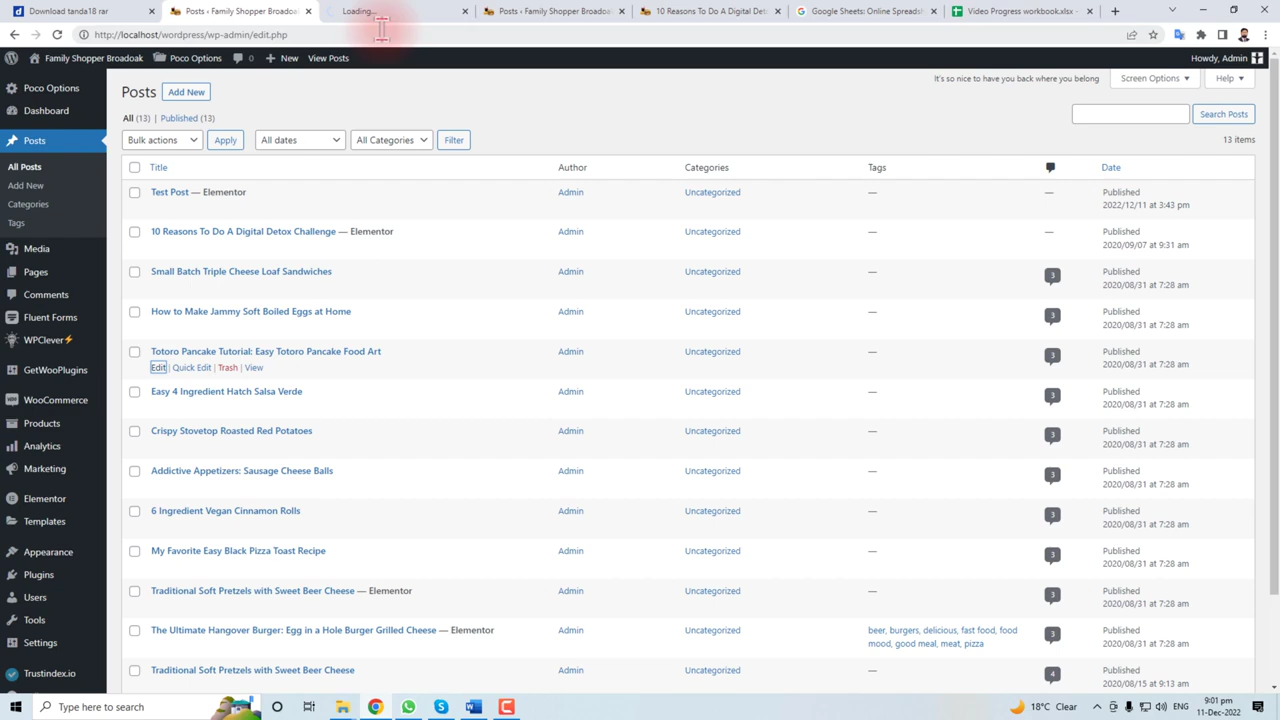 Download tanda18 rar
Posts ‹ Family Shopper Broadoa
Loading...
Posts ‹ Family Shopper Broadoa
10 Reasons To Do A Digital Deto
Google Sheets: Online Spreads
Video Progress workbook.xlsx -
http://localhost/wordpress/wp-admin/edit.php
Family Shopper Broadoak
Poco Options
0
New
View Posts
Howdy, Admin
Poco Options
Dashboard
Posts
All Posts
Add New
Categories
Tags
Media
Pages
Comments
Fluent Forms
WPClever⚡
GetWooPlugins
WooCommerce
Products
Analytics
Marketing
Elementor
Templates
Appearance
Plugins
Users
Tools
Settings
Trustindex.io
It's so nice to have you back where you belong
Screen Options
Help
Posts
Add New
All (13) | Published (13)
Search Posts
Bulk actions
Apply
All dates
All Categories
Filter
13 items
Title Author Categories Tags Date
Test Post — Elementor Admin Uncategorized — — Published
2022/12/11 at 3:43 pm
10 Reasons To Do A Digital Detox Challenge — Elementor Admin Uncategorized — — Published
2020/09/07 at 9:31 am
Small Batch Triple Cheese Loaf Sandwiches Admin Uncategorized — 3 Published
2020/08/31 at 7:28 am
How to Make Jammy Soft Boiled Eggs at Home Admin Uncategorized — 3 Published
2020/08/31 at 7:28 am
Totoro Pancake Tutorial: Easy Totoro Pancake Food Art Admin Uncategorized — 3 Published
Edit | Quick Edit | Trash | View 2020/08/31 at 7:28 am
Easy 4 Ingredient Hatch Salsa Verde Admin Uncategorized — 3 Published
2020/08/31 at 7:28 am
Crispy Stovetop Roasted Red Potatoes Admin Uncategorized — 3 Published
2020/08/31 at 7:28 am
Addictive Appetizers: Sausage Cheese Balls Admin Uncategorized — 3 Published
2020/08/31 at 7:28 am
6 Ingredient Vegan Cinnamon Rolls Admin Uncategorized — 3 Published
2020/08/31 at 7:28 am
My Favorite Easy Black Pizza Toast Recipe Admin Uncategorized — 3 Published
2020/08/31 at 7:28 am
Traditional Soft Pretzels with Sweet Beer Cheese — Elementor Admin Uncategorized — 3 Published
2020/08/31 at 7:28 am
The Ultimate Hangover Burger: Egg in a Hole Burger Grilled Cheese — Elementor Admin Uncategorized beer, burgers, delicious, fast food, food 3 Published
mood, good meal, meat, pizza 2020/08/31 at 7:28 am
Traditional Soft Pretzels with Sweet Beer Cheese Admin Uncategorized — 4 Published
2020/08/15 at 9:13 am
Type here to search
18°C Clear
ENG
9:01 pm
11-Dec-2022